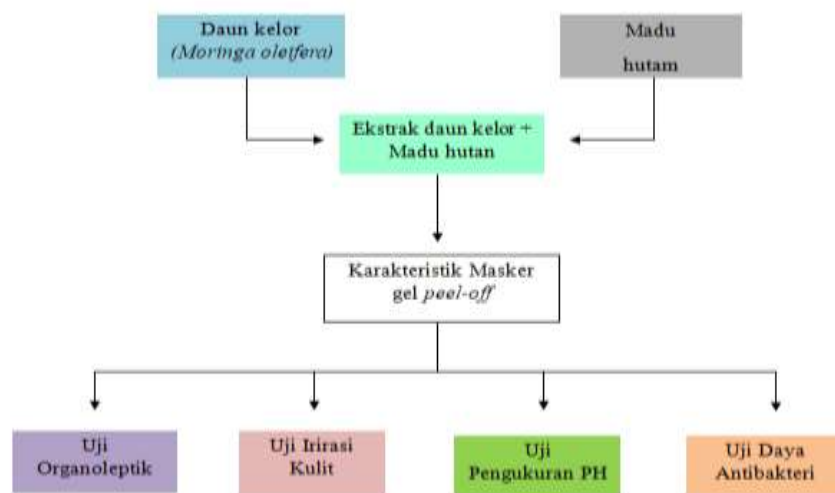 Daun kelor
(Moringa oleifera)
Madu
hutam
Ekstrak daun kelor +
Madu hutan
Karakteristik Masker
gel peel-off
Uji
Organoleptik
Uji Irirasi
Kulit
Uji
Pengukuran PH
Uji Daya
Antibakteri